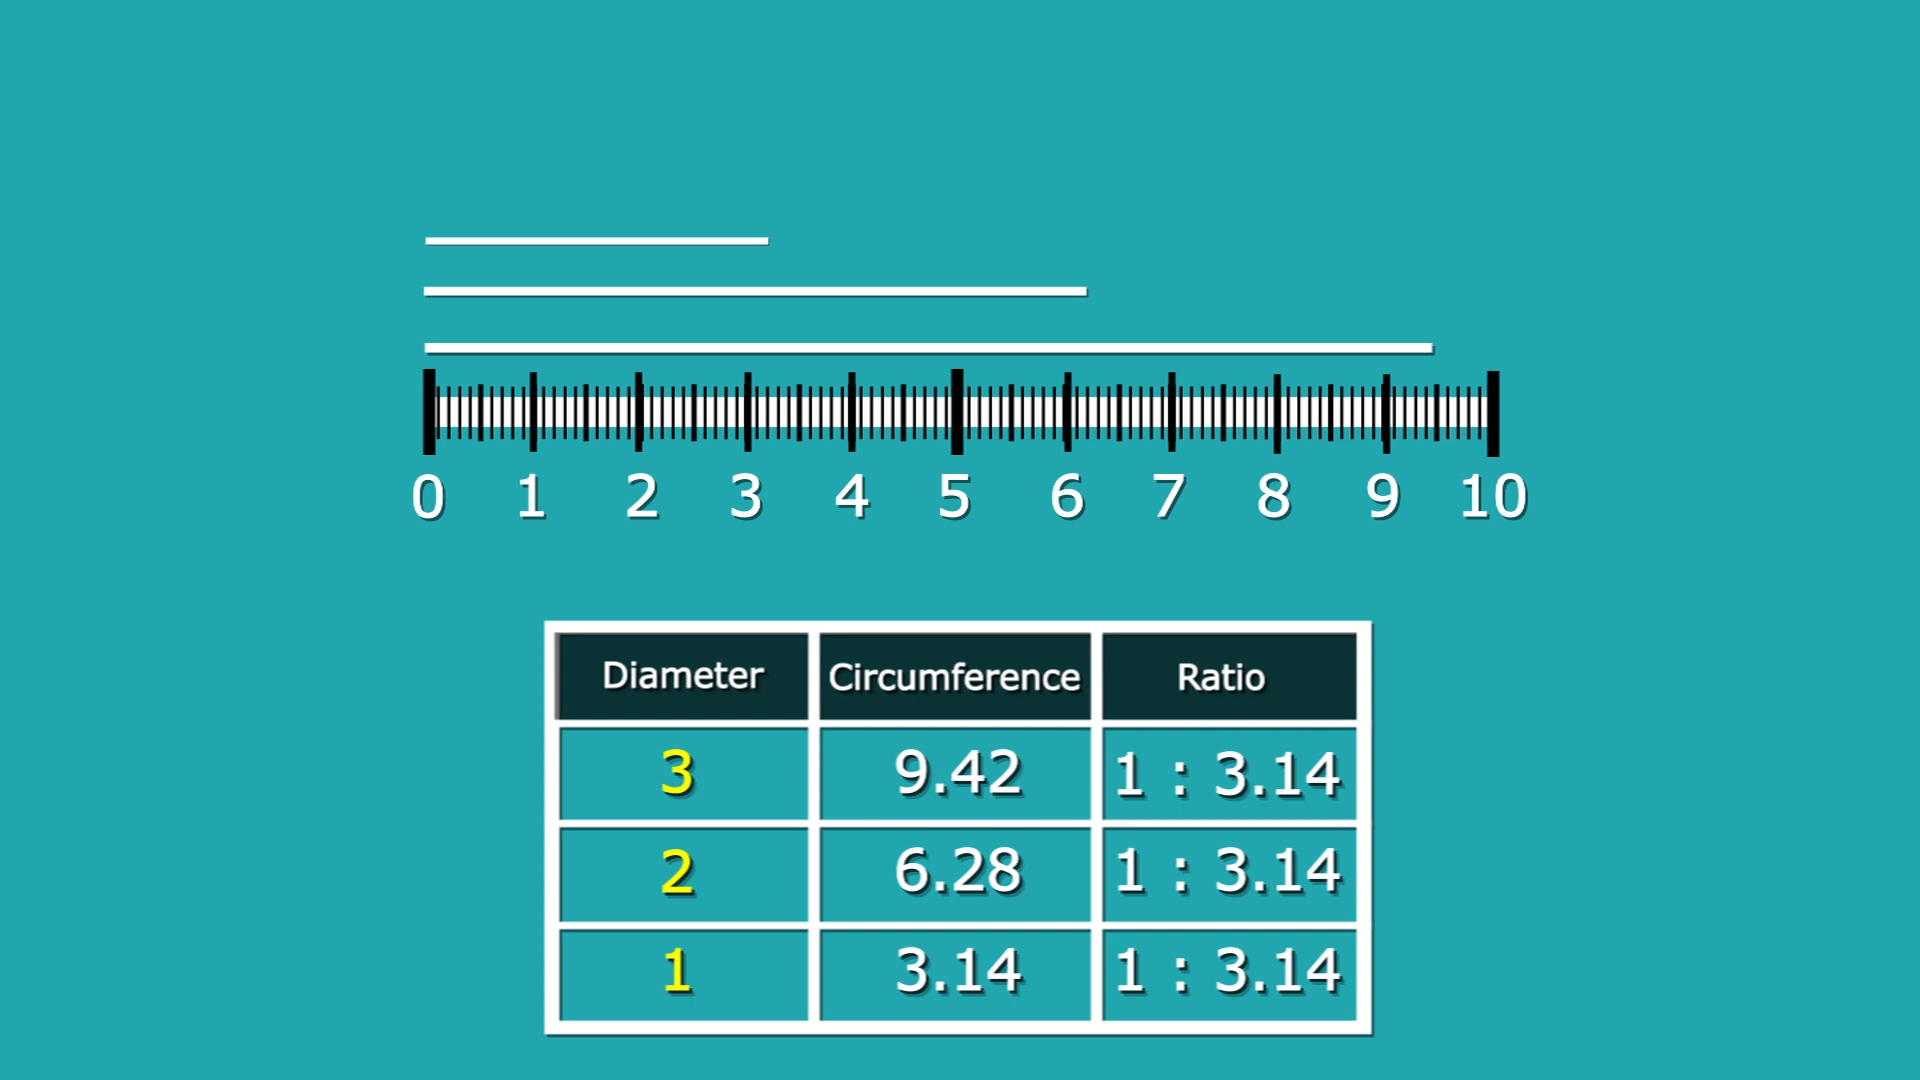 0 1 2 3 4 5 6 7 8 9 10
Diameter Circumference Ratio
3 9.42 1 : 3.14
2 6.28 1 : 3.14
1 3.14 1 : 3.14